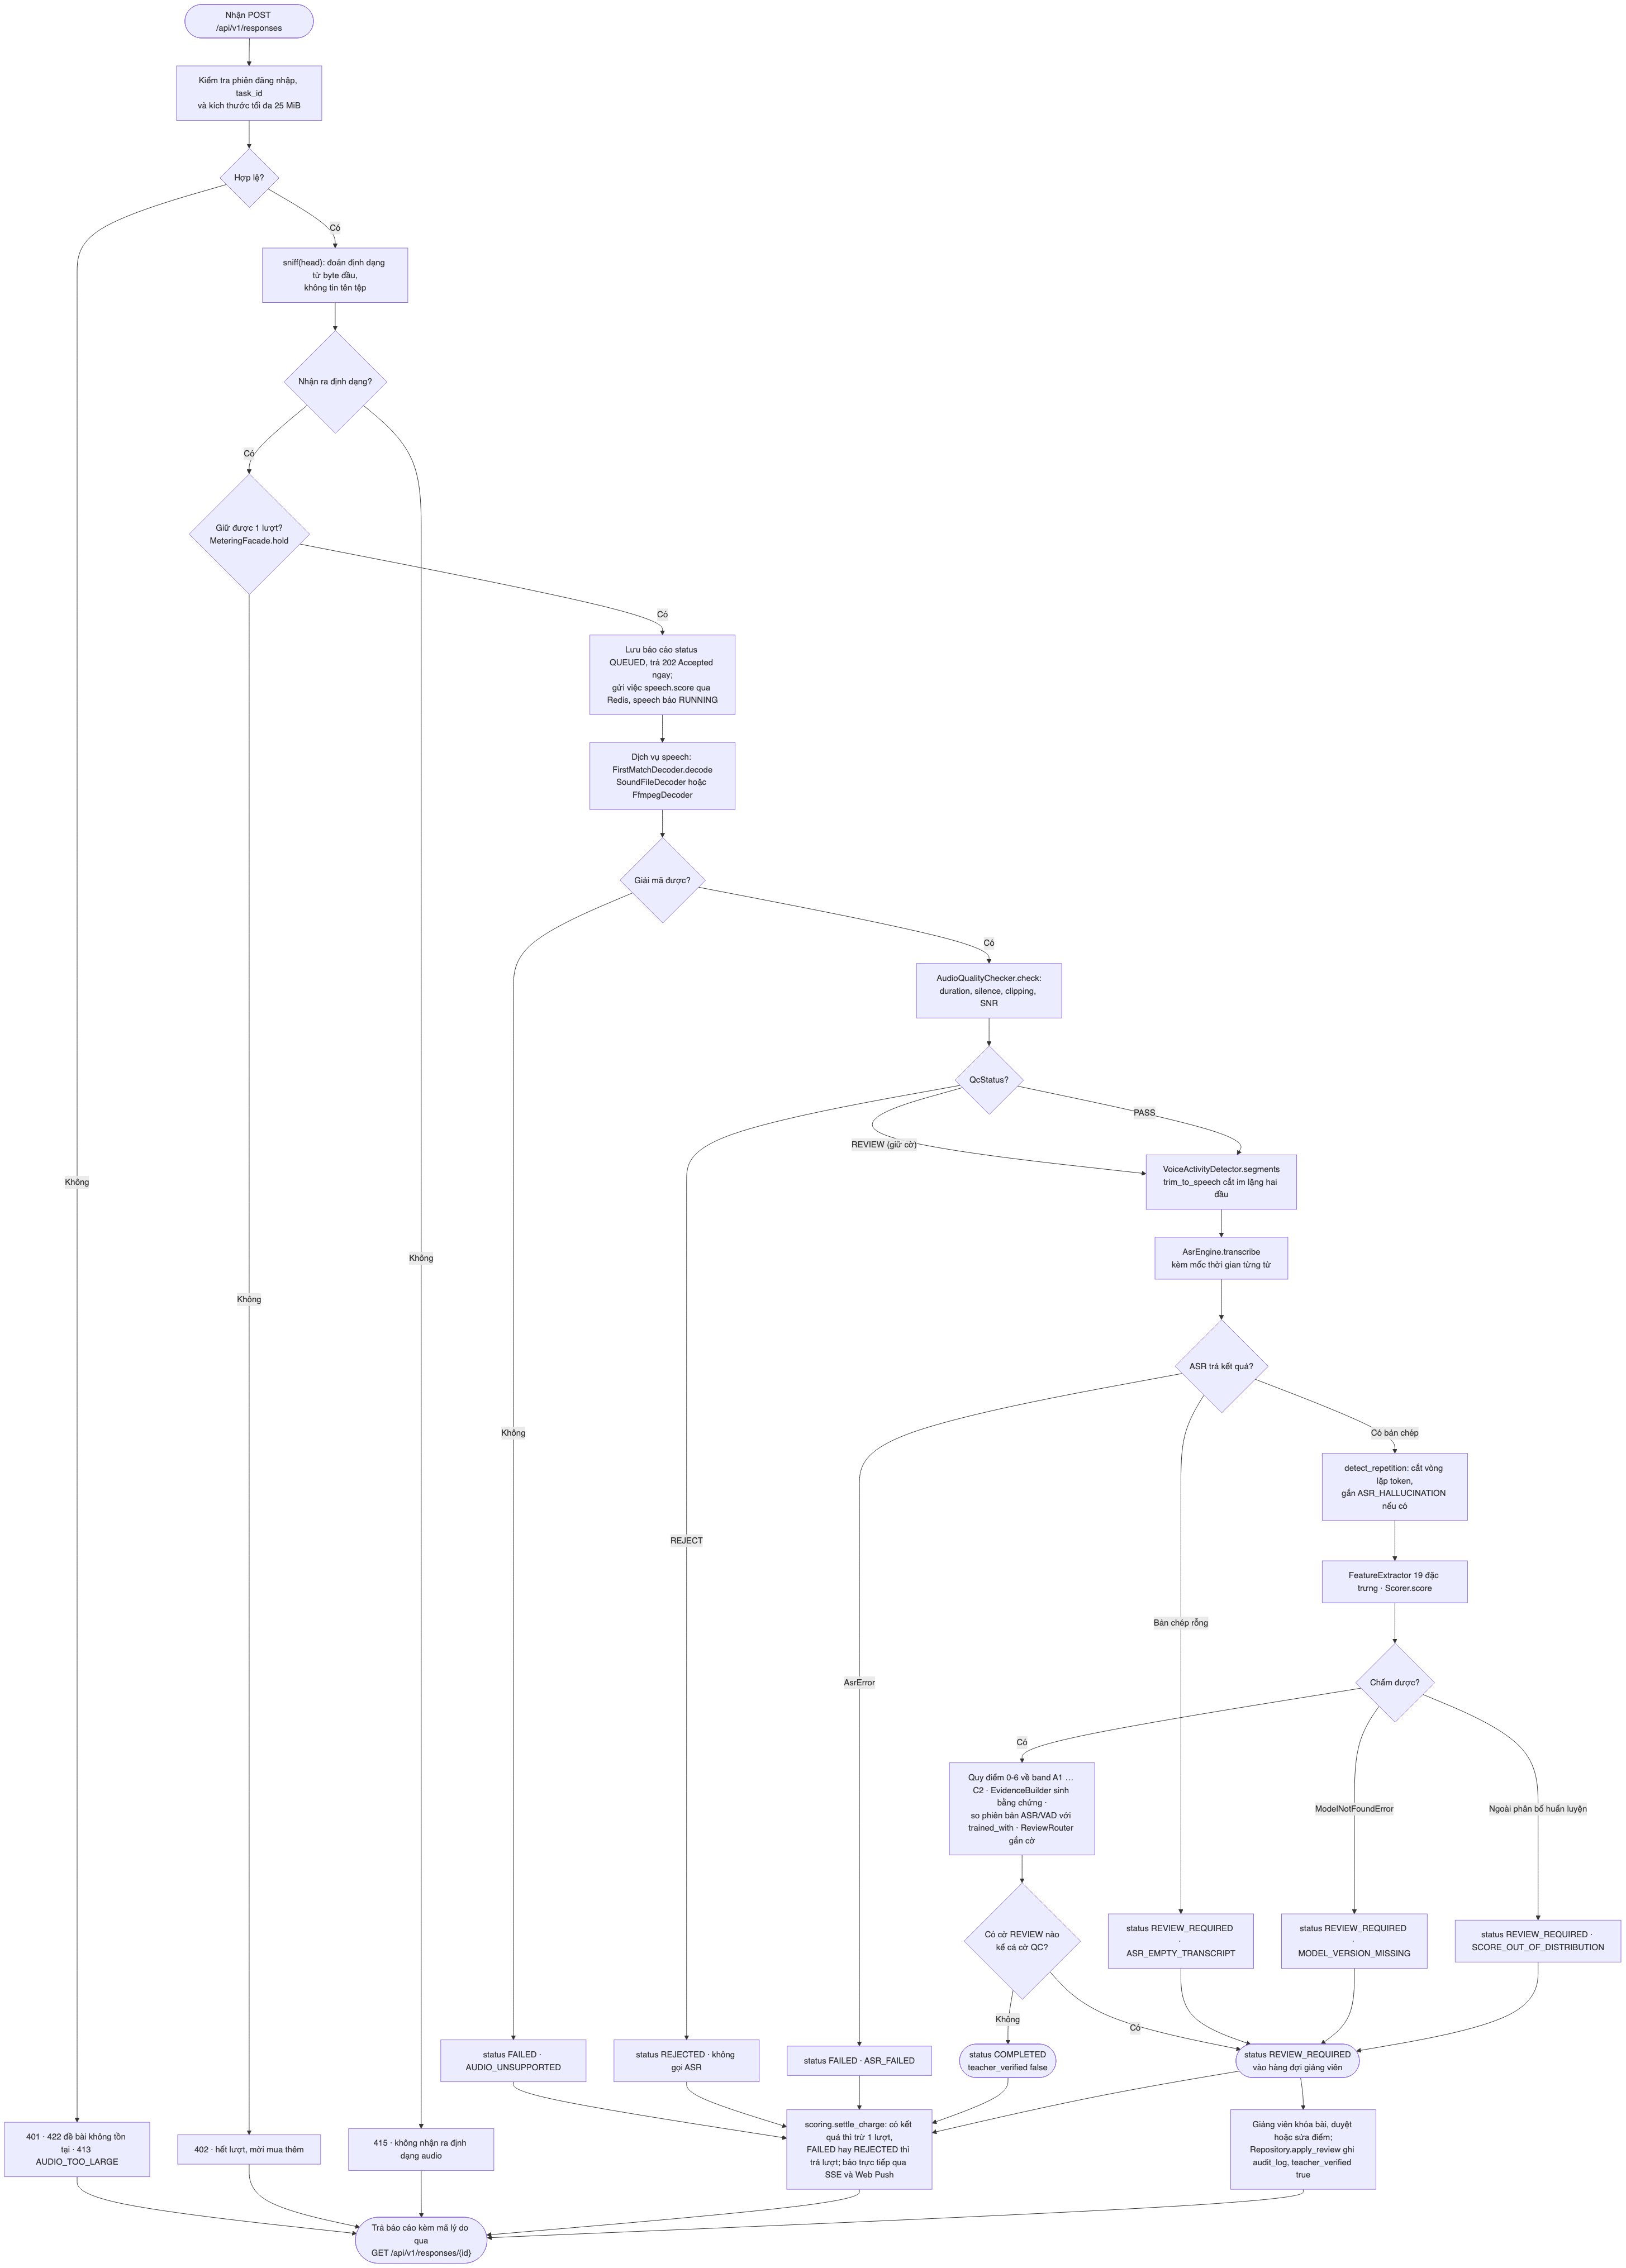 Nhận POST
/api/v1/responses
Kiểm tra phiên đăng nhập,
task_id
và kích thước tối đa 25 MiB
Hợp lệ?
Có
sniff(head): đoán định dạng
từ byte đầu,
không tin tên tệp
Nhận ra định dạng?
Có
Giữ được 1 lượt?
MeteringFacade.hold
Có
Lưu báo cáo status
QUEUED, trả 202 Accepted
ngay;
gửi việc speech.score qua
Redis, speech báo RUNNING
Dịch vụ speech:
FirstMatchDecoder.decode
SoundFileDecoder hoặc
FfmpegDecoder
Giải mã được?
Có
AudioQualityChecker.check:
duration, silence, clipping,
SNR
QcStatus?
PASS
REVIEW (giữ cờ)
VoiceActivityDetector.segments
trim_to_speech cắt im lặng hai
đầu
Không
AsrEngine.transcribe
kèm mốc thời gian từng từ
Không
Không
ASR trả kết quả?
Không
Có bản chép
detect_repetition: cắt vòng
lặp token,
gắn ASR_HALLUCINATION
nếu có
REJECT
FeatureExtractor 19 đặc
trưng · Scorer.score
Bản chép rỗng
AsrError
Chấm được?
Có
Quy điểm 0-6 về band A1 …
C2 · EvidenceBuilder sinh
bằng chứng ·
so phiên bản ASR/VAD với
trained_with · ReviewRouter
gắn cờ
ModelNotFoundError
Ngoài phân bố huấn luyện
Có cờ REVIEW nào
kể cả cờ QC?
status REVIEW_REQUIRED
·
ASR_EMPTY_TRANSCRIPT
status REVIEW_REQUIRED
·
MODEL_VERSION_MISSING
status REVIEW_REQUIRED ·
SCORE_OUT_OF_DISTRIBUTION
Không
Có
status FAILED ·
AUDIO_UNSUPPORTED
status REJECTED · không
gọi ASR
status FAILED · ASR_FAILED
status COMPLETED
teacher_verified false
status REVIEW_REQUIRED
vào hàng đợi giảng viên
401 · 422 đề bài không tồn
tại · 413
AUDIO_TOO_LARGE
402 · hết lượt, mời mua thêm
415 · không nhận ra định
dạng audio
scoring.settle_charge: có kết
quả thì trừ 1 lượt,
FAILED hay REJECTED thì
trả lượt; báo trực tiếp qua
SSE và Web Push
Giảng viên khóa bài, duyệt
hoặc sửa điểm;
Repository.apply_review ghi
audit_log, teacher_verified
true
Trả báo cáo kèm mã lý do
qua
GET /api/v1/responses/{id}